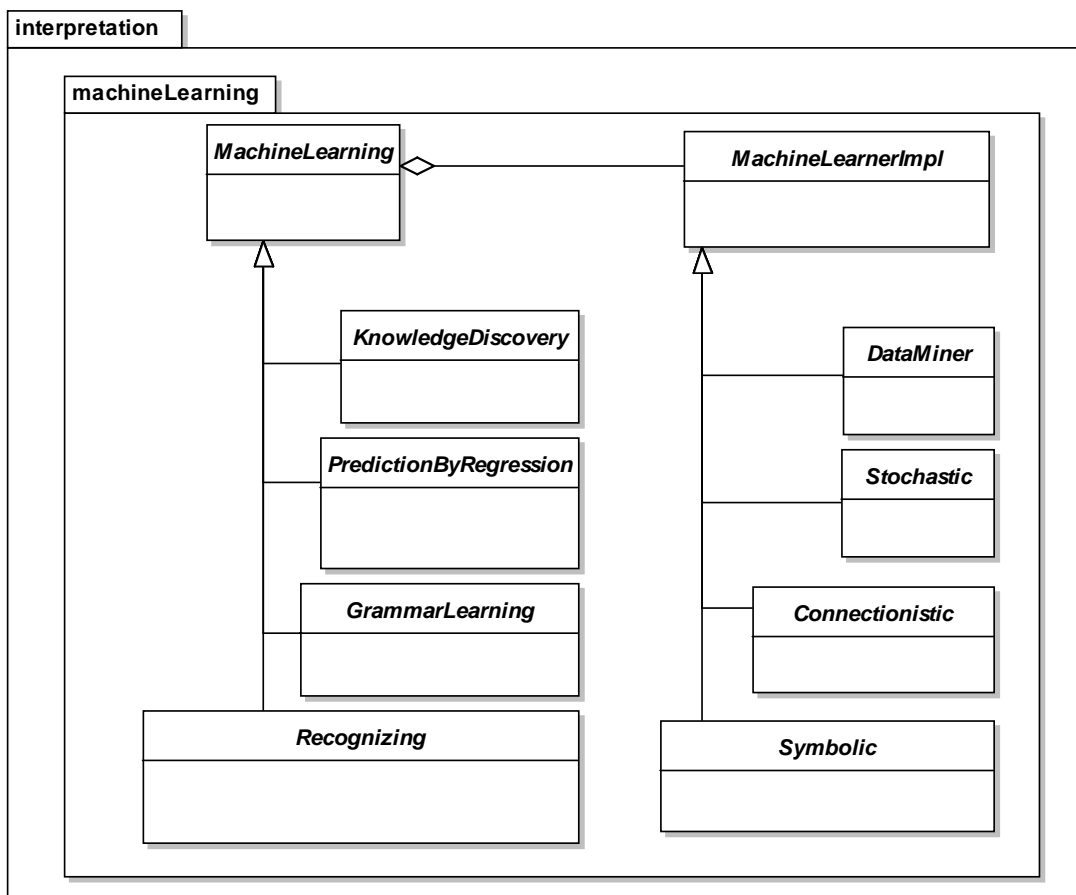 interpretation
machineLearning
MachineLearning
MachineLearnerImpl
KnowledgeDiscovery
DataMiner
PredictionByRegression
Stochastic
GrammarLearning
Connectionistic
Recognizing
Symbolic